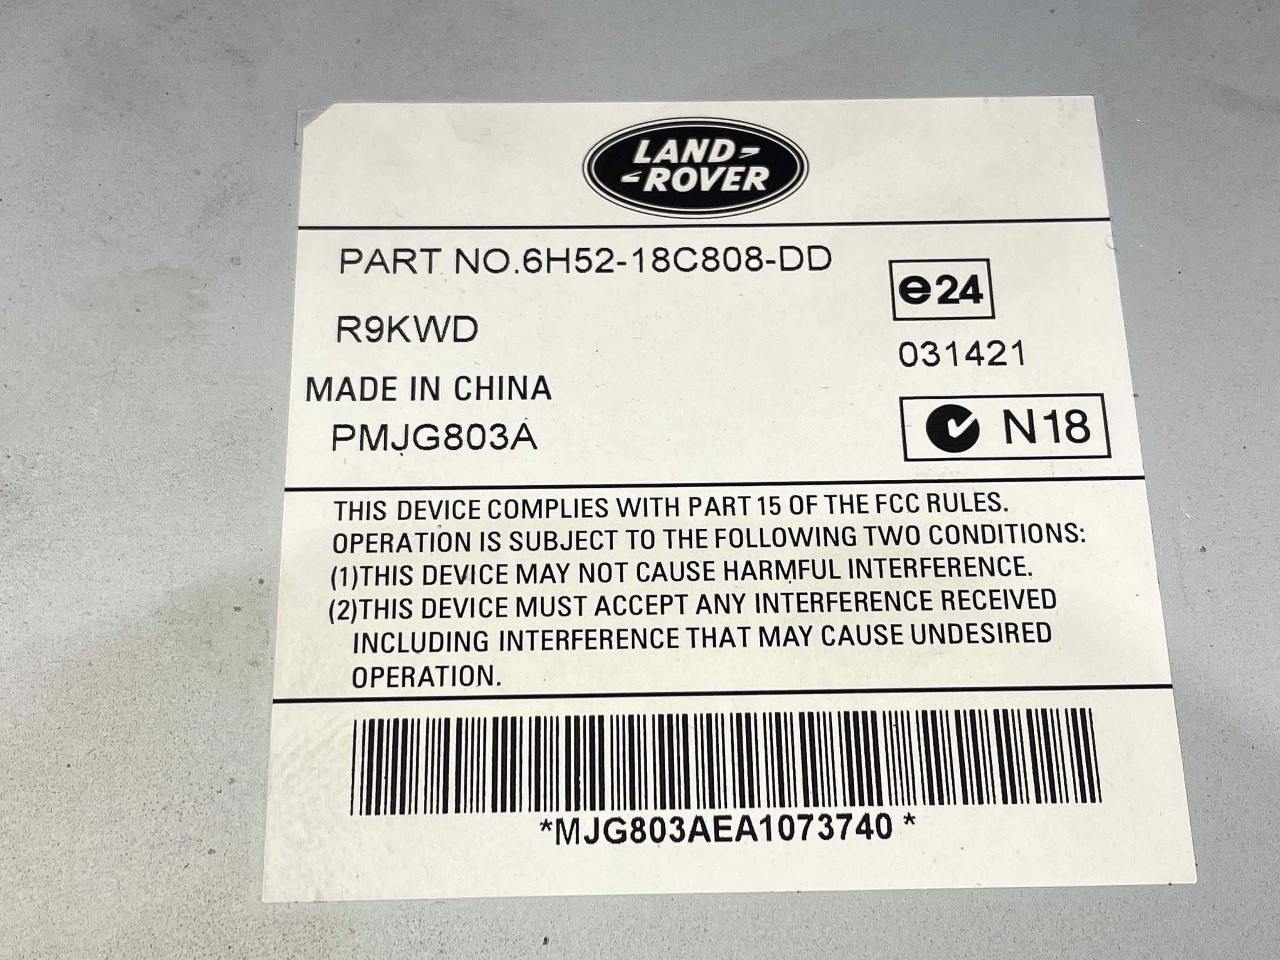 LAND-
-ROVER
PART NO.6H52-18C808-DD
e24
R9KWD
031421
MADE IN CHINA
N18
PMJG803A
THIS DEVICE COMPLIES WITH PART 15 OF THE FCC RULES.
OPERATION IS SUBJECT TO THE FOLLOWING TWO CONDITIONS:
(1)THIS DEVICE MAY NOT CAUSE HARMFUL INTERFERENCE.
(2)THIS DEVICE MUST ACCEPT ANY INTERFERENCE RECEIVED
INCLUDING INTERFERENCE THAT MAY CAUSE UNDESIRED
OPERATION.
*MJG803AEA1073740 *